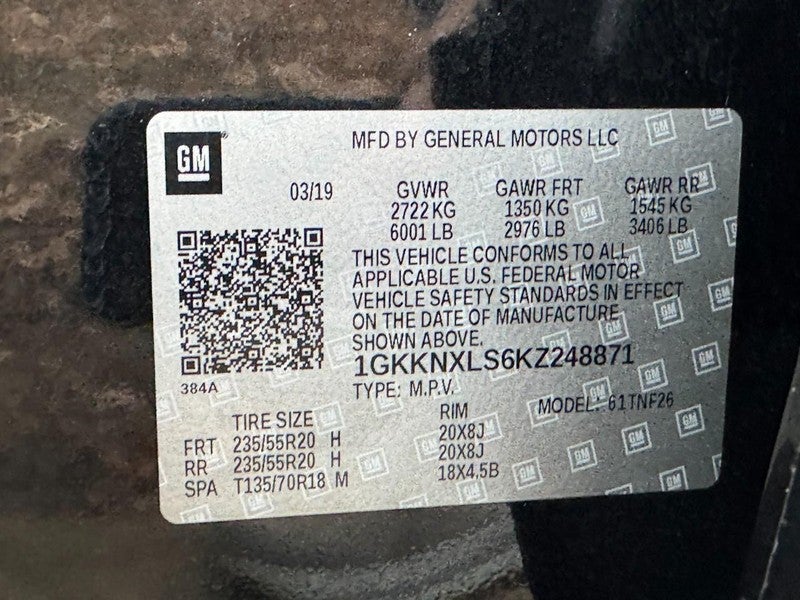 GM
MFD BY GENERAL MOTORS LLC
03/19
GVWR GAWR FRT GAWR RR
2722 KG 1350 KG 1545 KG
6001 LB 2976 LB 3406 LB
THIS VEHICLE CONFORMS TO ALL
APPLICABLE U.S. FEDERAL MOTOR
VEHICLE SAFETY STANDARDS IN EFFECT
ON THE DATE OF MANUFACTURE
SHOWN ABOVE.
1GKKNXLS6KZ248871
384A
TYPE: M.P.V. MODEL: 61TNF26
TIRE SIZE RIM
FRT 235/55R20 H 20X8J
RR 235/55R20 H 20X8J
SPA T135/70R18 M 18X4,5B